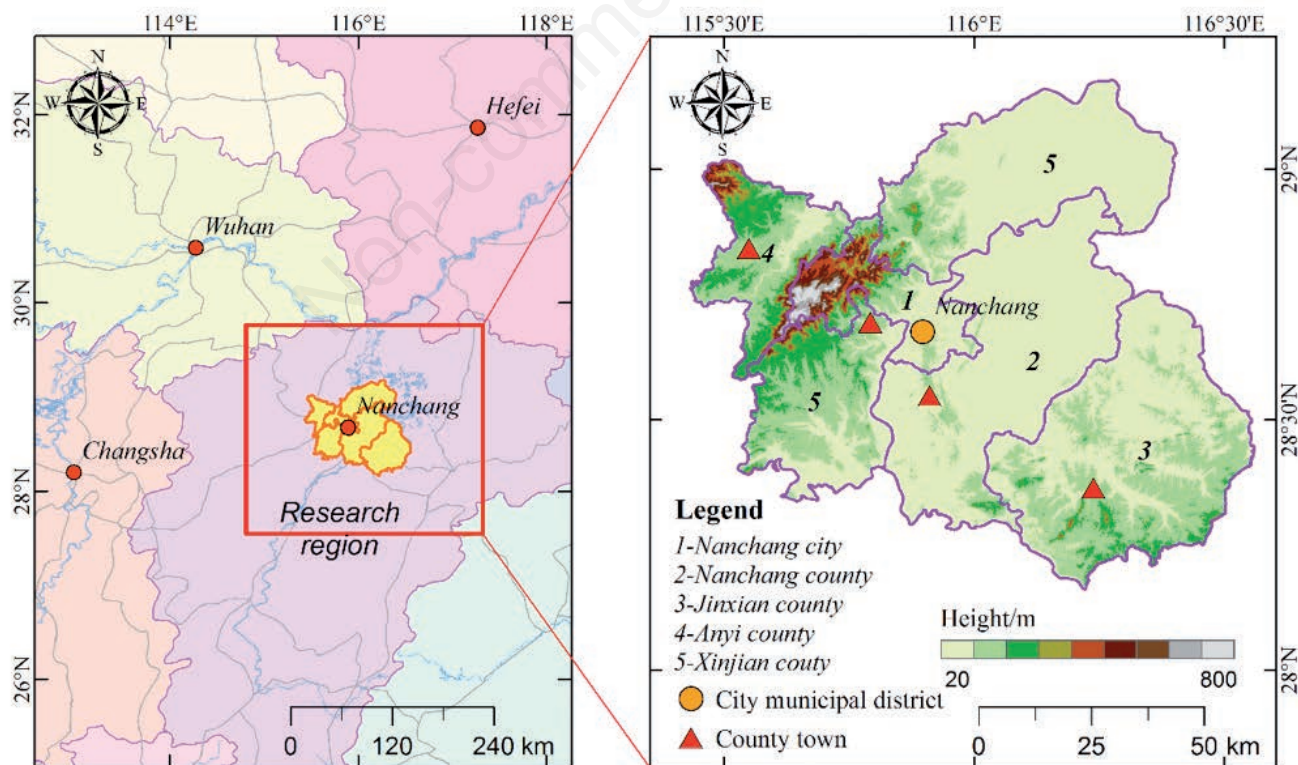 114°E 116°E 118°E
115°30'E 116°E 116°30'E
32°N
30°N
28°N
26°N
29°N
28°30'N
28°N
N
W E
S
N
W E
S
Non-comme
Hefei
Wuhan
Changsha
Nanchang
Research
region
0 120 240 km
5
4
1
Nanchang
2
5
3
Legend
1-Nanchang city
2-Nanchang county
3-Jinxian county
4-Anyi county
5-Xinjian couty
City municipal district
County town
Height/m
20 800
0 25 50 km